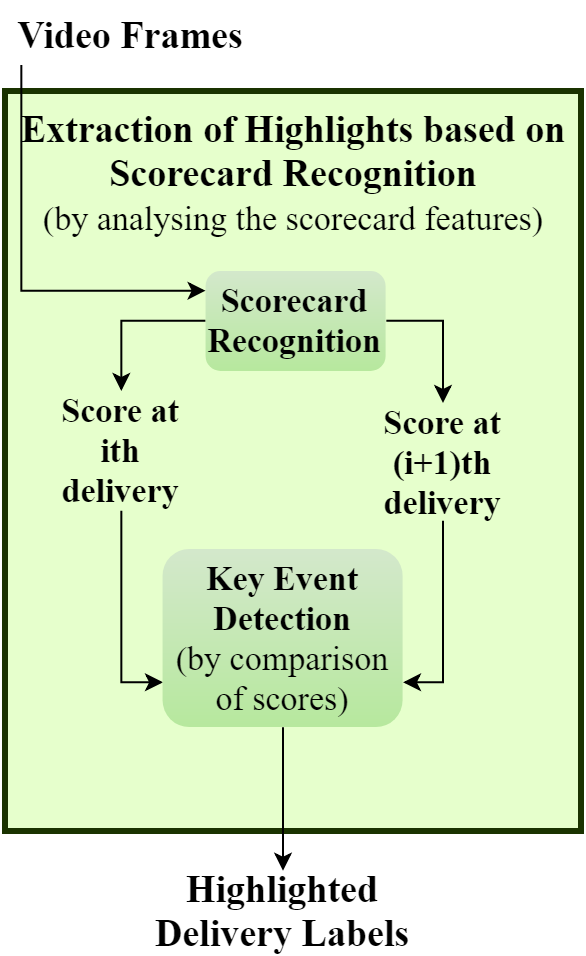 Video Frames
Extraction of Highlights based on
Scorecard Recognition
(by analysing the scorecard features)
Scorecard
Recognition
Score at
ith
delivery
Score at
(i+1)th
delivery
Key Event
Detection
(by comparison
of scores)
Highlighted
Delivery Labels